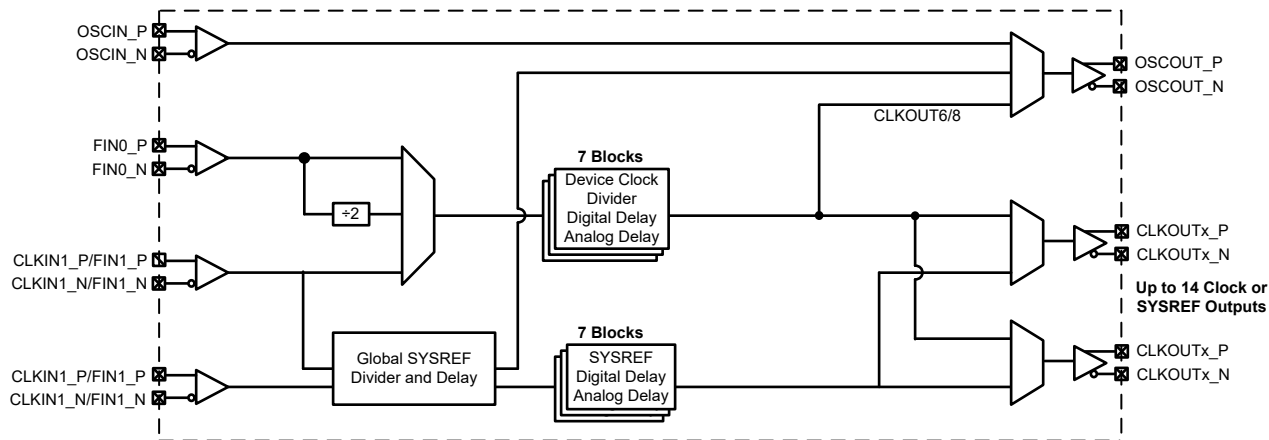 OSCIN_P
OSCIN_N
OSCOUT_P
OSCOUT_N
CLKOUT6/8
FIN0_P
FIN0_N
÷2
7 Blocks
Device Clock
Divider
Digital Delay
Analog Delay
CLKIN1_P/FIN1_P
CLKIN1_N/FIN1_N
CLKOUTx_P
CLKOUTx_N
Up to 14 Clock or
SYSREF Outputs
Global SYSREF
Divider and Delay
7 Blocks
SYSREF
Digital Delay
Analog Delay
CLKIN1_P/FIN1_P
CLKIN1_N/FIN1_N
CLKOUTx_P
CLKOUTx_N